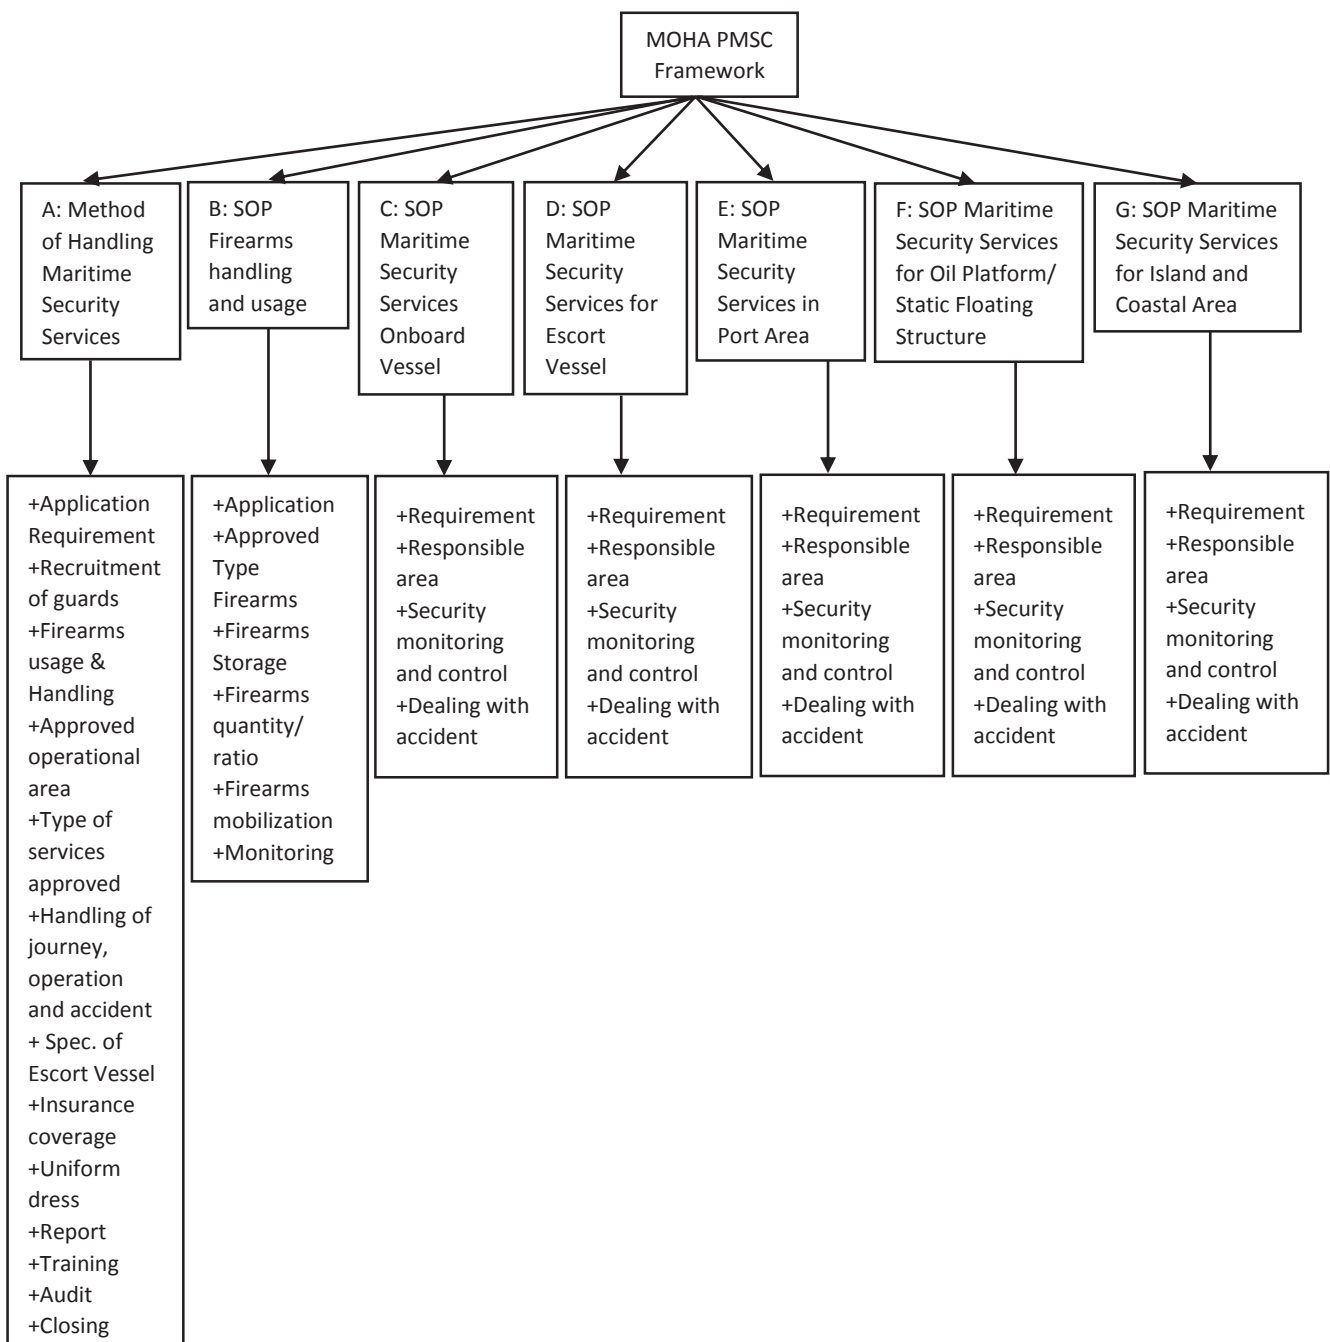 MOHA PMSC
Framework
A: Method
of Handling
Maritime
Security
Services
B: SOP
Firearms
handling
and usage
C: SOP
Maritime
Security
Services
Onboard
Vessel
D: SOP
Maritime
Security
Services for
Escort
Vessel
E: SOP
Maritime
Security
Services in
Port Area
F: SOP Maritime
Security Services
for Oil Platform/
Static Floating
Structure
G: SOP Maritime
Security Services
for Island and
Coastal Area
+Application
Requirement
+Recruitment
of guards
+Firearms
usage &
Handling
+Approved
operational
area
+Type of
services
approved
+Handling of
journey,
operation
and accident
+ Spec. of
Escort Vessel
+Insurance
coverage
+Uniform
dress
+Report
+Training
+Audit
+Closing
+Application
+Approved
Type
Firearms
+Firearms
Storage
+Firearms
quantity/
ratio
+Firearms
mobilization
+Monitoring
+Requirement
+Responsible
area
+Security
monitoring
and control
+Dealing with
accident
+Requirement
+Responsible
area
+Security
monitoring
and control
+Dealing with
accident
+Requirement
+Responsible
area
+Security
monitoring
and control
+Dealing with
accident
+Requirement
+Responsible
area
+Security
monitoring
and control
+Dealing with
accident
+Requirement
+Responsible
area
+Security
monitoring
and control
+Dealing with
accident